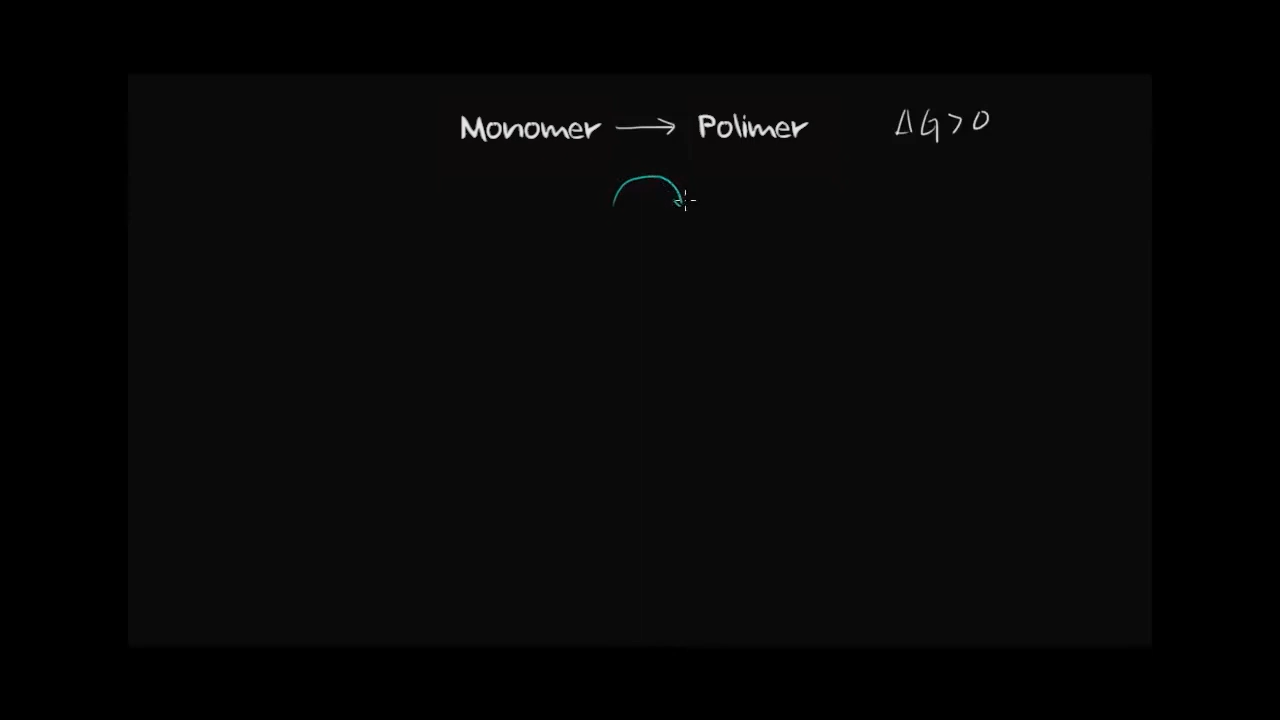 Monomer → Polimer ΔG > 0